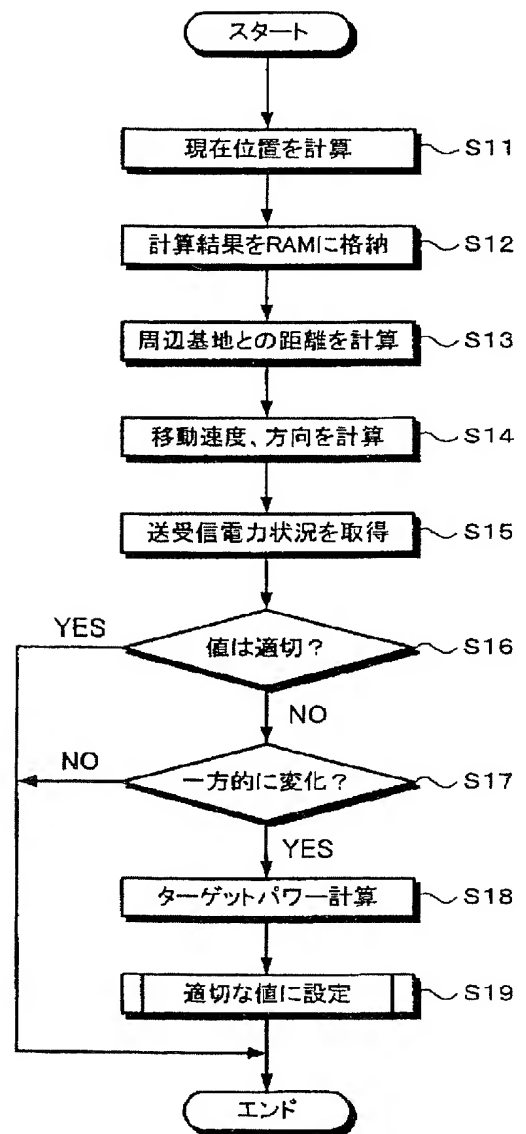 スタート
現在位置を計算 S11
計算結果をRAMに格納 S12
周辺基地との距離を計算 S13
移動速度、方向を計算 S14
送受信電力状況を取得 S15
YES
値は適切? S16
NO
NO
一方的に変化? S17
YES
ターゲットパワー計算 S18
適切な値に設定 S19
エンド